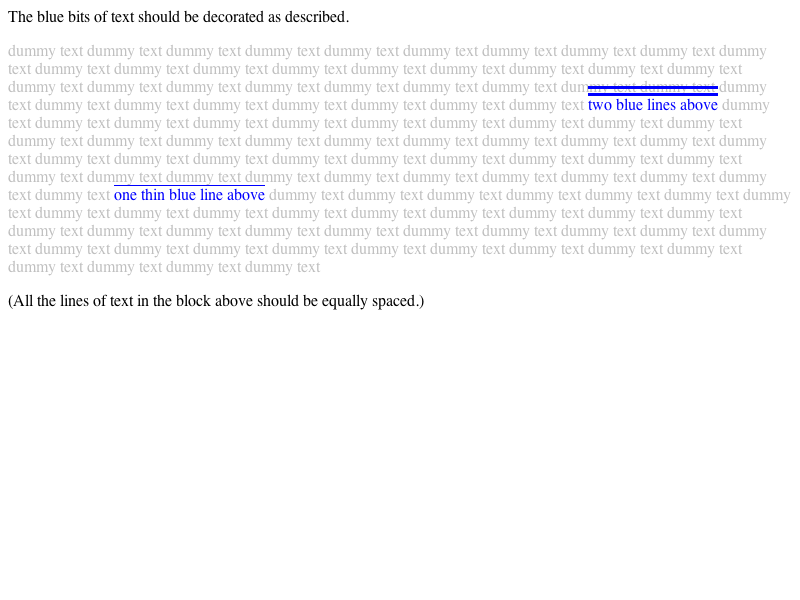 The blue bits of text should be decorated as described.
dummy text dummy text dummy text dummy text dummy text dummy text dummy text dummy text dummy text dummy
text dummy text dummy text dummy text dummy text dummy text dummy text dummy text dummy text dummy text
dummy text dummy text dummy text dummy text dummy text dummy text dummy text dummy text dummy text dummy
text dummy text dummy text dummy text dummy text dummy text dummy text dummy text two blue lines above dummy
text dummy text dummy text dummy text dummy text dummy text dummy text dummy text dummy text dummy text
dummy text dummy text dummy text dummy text dummy text dummy text dummy text dummy text dummy text dummy
text dummy text dummy text dummy text dummy text dummy text dummy text dummy text dummy text dummy text
dummy text dummy text dummy text dummy text dummy text dummy text dummy text dummy text dummy text dummy
text dummy text one thin blue line above dummy text dummy text dummy text dummy text dummy text dummy text dummy
text dummy text dummy text dummy text dummy text dummy text dummy text dummy text dummy text dummy text
dummy text dummy text dummy text dummy text dummy text dummy text dummy text dummy text dummy text dummy
text dummy text dummy text dummy text dummy text dummy text dummy text dummy text dummy text dummy text
dummy text dummy text dummy text dummy text
(All the lines of text in the block above should be equally spaced.)